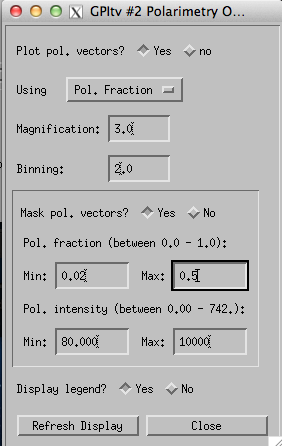 GPItv #2 Polarimetry O...
Plot pol. vectors? Yes no
Using Pol. Fraction
Magnification: 3.0
Binning: 2.0
Mask pol. vectors? Yes No
Pol. fraction (between 0.0 - 1.0):
Min: 0.02 Max: 0.5
Pol. intensity (between 0.00 - 742.):
Min: 80.000 Max: 10000
Display legend? Yes No
Refresh Display Close